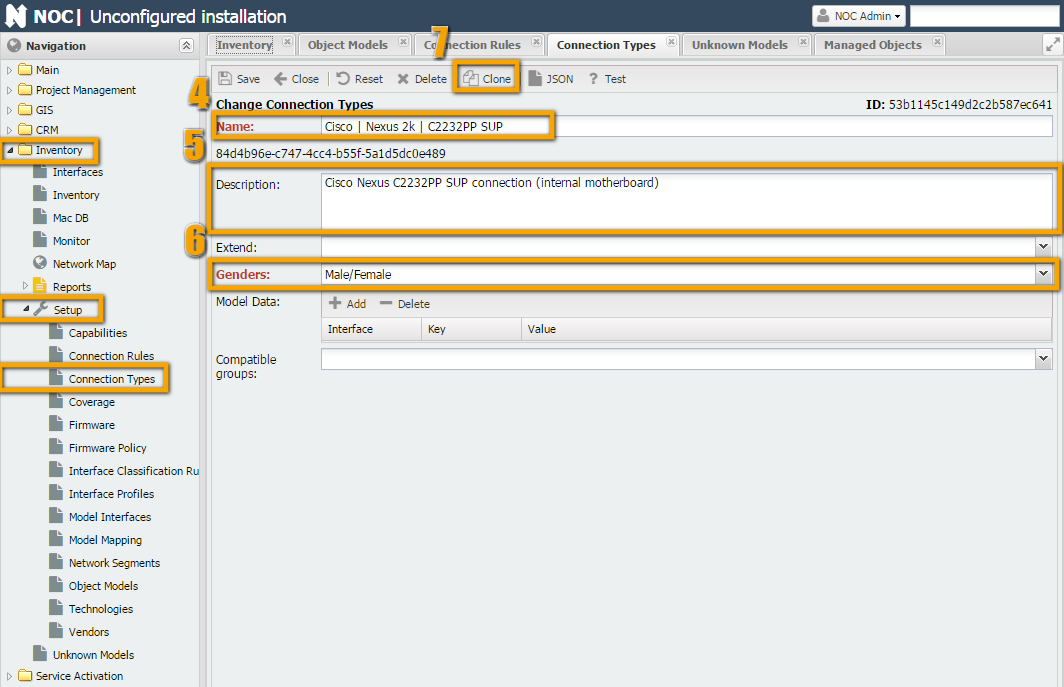 NOC| Unconfigured installation
NOC Admin
Navigation
Inventory
Object Models
Connection Rules
Connection Types
Unknown Models
Managed Objects
7
Main
Project Management
GIS
CRM
Inventory
Interfaces
Inventory
Mac DB
Monitor
Network Map
Reports
Setup
Capabilities
Connection Rules
Connection Types
Coverage
Firmware
Firmware Policy
Interface Classification Ru
Interface Profiles
Model Interfaces
Model Mapping
Network Segments
Object Models
Technologies
Vendors
Unknown Models
Service Activation
Save
Close
Reset
Delete
Clone
JSON
? Test
4
Change Connection Types
ID: 53b1145c149d2c2b587ec641
Name: Cisco | Nexus 2k | C2232PP SUP
5
84d4b96e-c747-4cc4-b55f-5a1d5dc0e489
Description: Cisco Nexus C2232PP SUP connection (internal motherboard)
6
Extend:
Genders: Male/Female
Model Data:
Add
Delete
Interface Key Value
Compatible
groups: